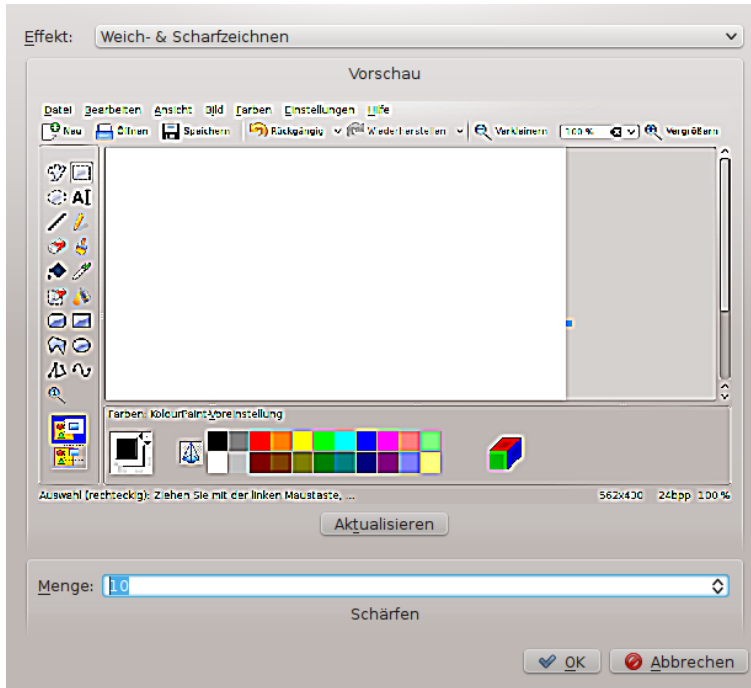 Effekt: Weich- & Scharfzeichnen
Vorschau
Datei Bearbeiten Ansicht Bild Farben Einstellungen Hilfe
Neu Öffnen Speichern Rückgängig Wiederherstellen Verkleinern 100 % Vergrößern
AI
Farben: KolourPaint-Voreinstellung
Auswahl (rechteckig): Ziehen Sie mit der linken Maustaste, ... 562x400 24bpp 100 %
Aktualisieren
Menge: 10
Schärfen
OK Abbrechen